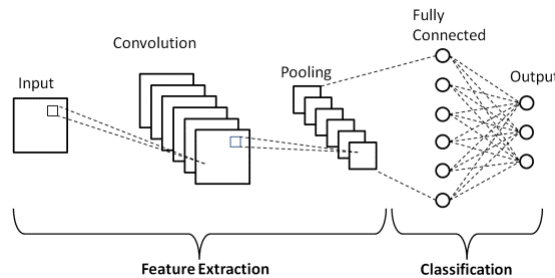 Input
Convolution
Pooling
Fully
Connected
Output
Feature Extraction
Classification